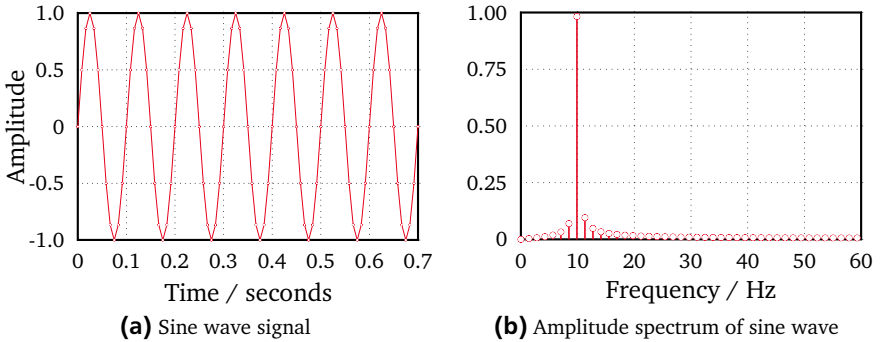 1.0
0.5
0
-0.5
-1.0
Amplitude
0 0.1 0.2 0.3 0.4 0.5 0.6 0.7
Time / seconds
(a) Sine wave signal
1.00
0.75
0.50
0.25
0
0 10 20 30 40 50 60
Frequency / Hz
(b) Amplitude spectrum of sine wave